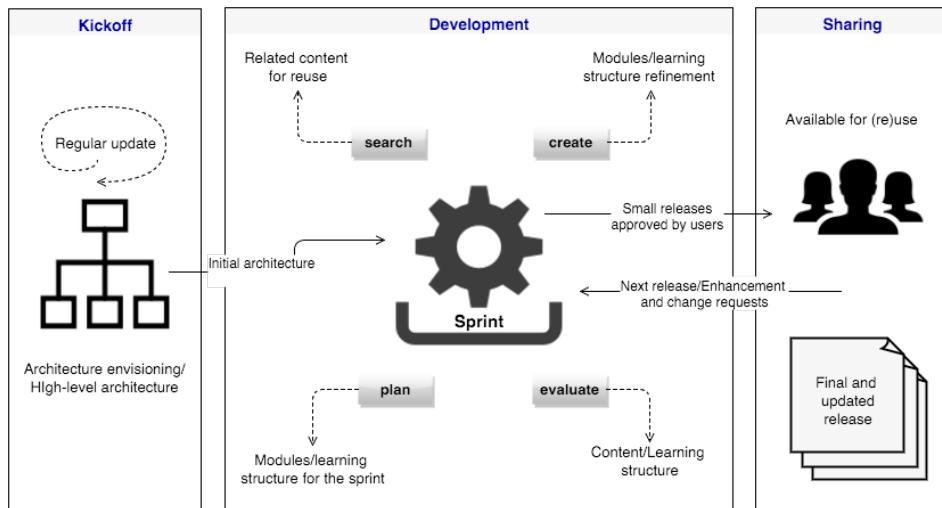 Kickoff
Regular update
Architecture envisioning/
HIgh-level architecture
Development
Related content
for reuse
Modules/learning
structure refinement
search
create
Initial architecture
Sprint
Small releases
approved by users
Next release/Enhancement
and change requests
plan
evaluate
Modules/learning
structure for the sprint
Content/Learning
structure
Sharing
Available for (re)use
Final and
updated
release